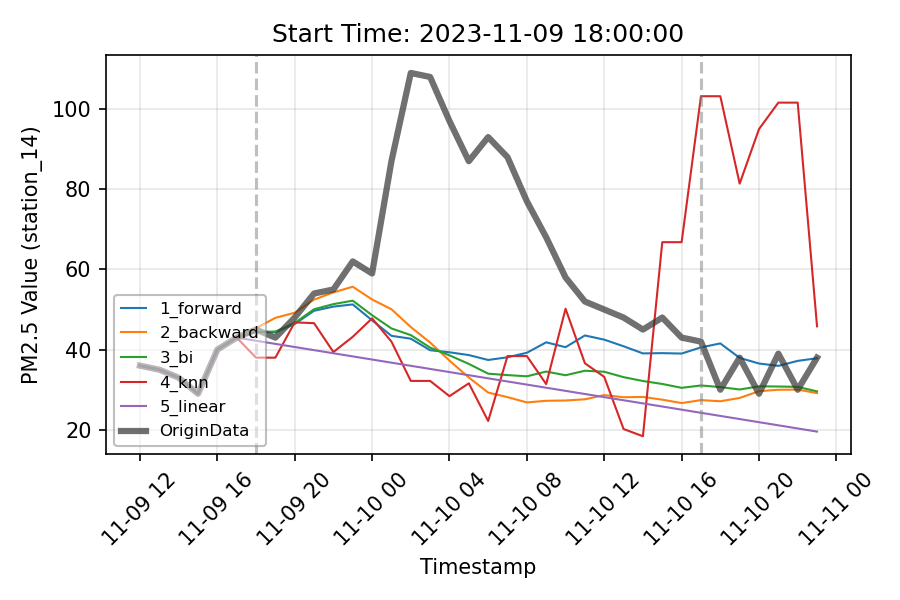 Start Time: 2023-11-09 18:00:00
PM2.5 Value (station_14)
100
80
60
40
20
1_forward
2_backward
3_bi
4_knn
5_linear
OriginData
11-09 12
11-09 16
11-09 20
11-10 00
11-10 04
11-10 08
11-10 12
11-10 16
11-10 20
11-11 00
Timestamp